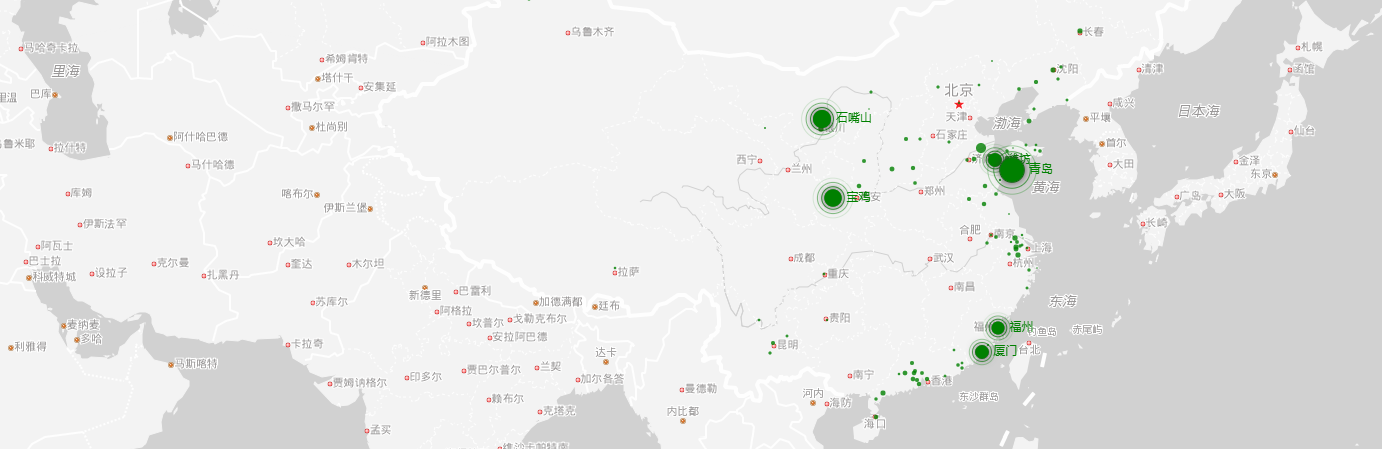 乌鲁木齐
长春
阿拉木图
札幌
马哈奇卡拉
希姆肯特
沈阳
清津
函馆
里海
塔什干
安集延
北京
巴库
撒马尔罕
咸兴
日本海
石嘴山
天津
平壤
杜尚别
渤海
仙台
阿什哈巴德
石家庄
首尔
拉什特
西宁
金泽
马什哈德
兰州
青岛
大田
东京
黄海
库姆
喀布尔
宝鸡
郑州
广岛
大阪
伊斯兰堡
伊斯法罕
长崎
合肥
南京
阿瓦士
坎大哈
上海
巴士拉
克尔曼
奎达
木尔坦
成都
武汉
杭州
科威特城
设拉子
扎黑丹
拉萨
重庆
新德里
巴雷利
南昌
苏库尔
加德满都
廷布
东海
阿格拉
贵阳
麦纳麦
坎普尔
戈勒克布尔
福州
钓鱼岛
赤尾屿
多哈
安拉阿巴德
利雅得
卡拉奇
昆明
厦门
台北
达卡
马斯喀特
兰契
贾巴尔普尔
印多尔
加尔各答
南宁
香港
贾姆讷格尔
曼德勒
河内
赖布尔
海防
东沙群岛
克塔克
内比都
海口
孟买